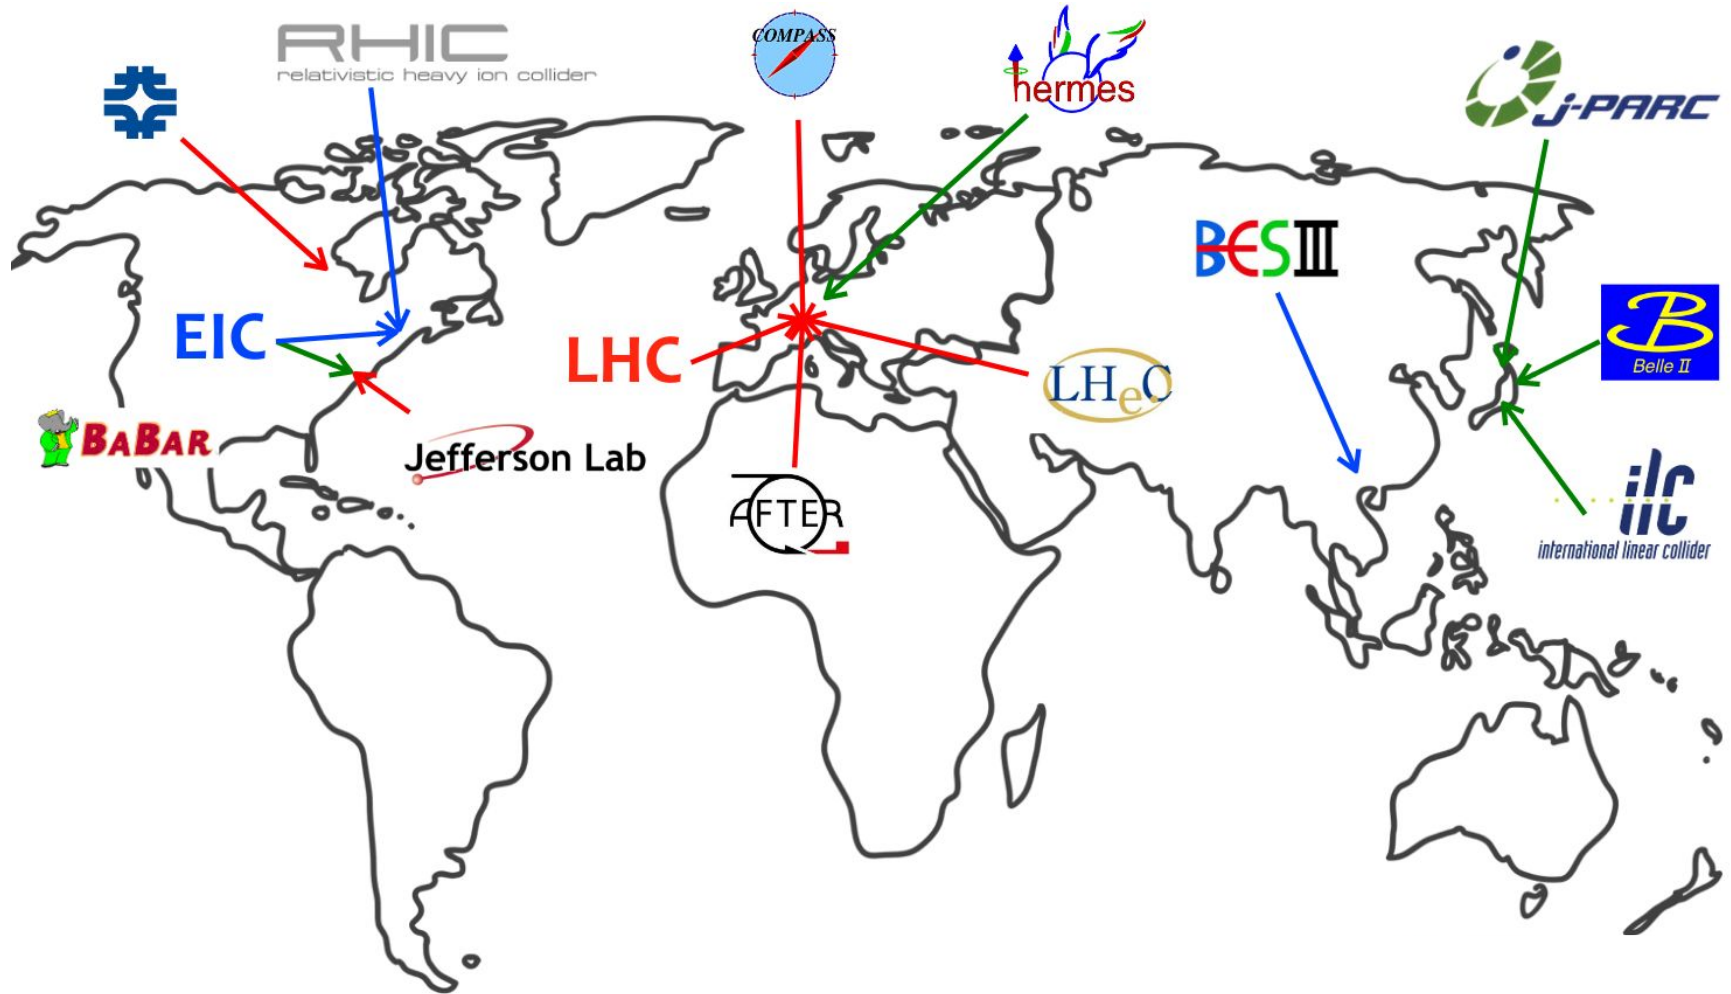 RHIC
relativistic heavy ion collider
COMPASS
hermes
j-PARC
BESIII
EIC
LHC
LHeC
B
Belle II
BABAR
Jefferson Lab
AFTER
ilc
international linear collider